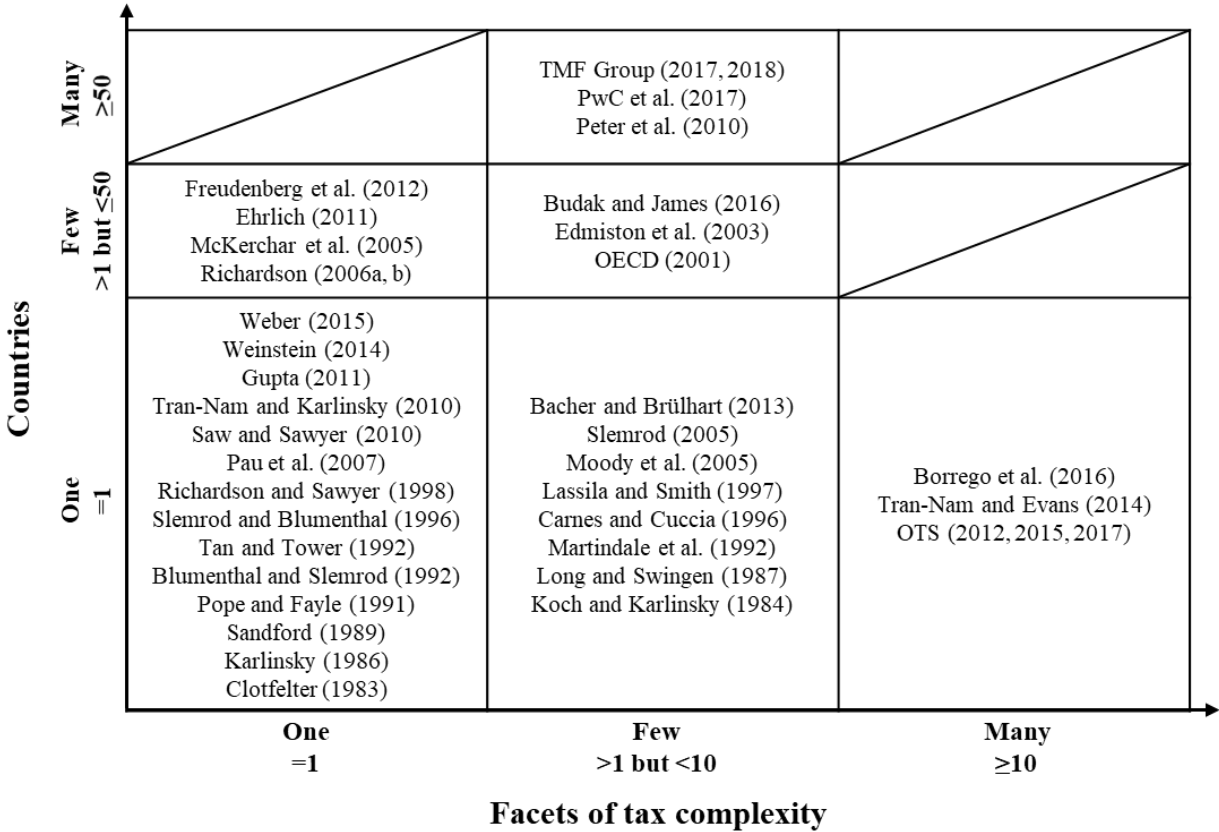 Countries
Many
≥50
TMF Group (2017, 2018)
PwC et al. (2017)
Peter et al. (2010)
Few
>1 but ≤50
Freudenberg et al. (2012)
Ehrlich (2011)
McKerchar et al. (2005)
Richardson (2006a, b)
Budak and James (2016)
Edmiston et al. (2003)
OECD (2001)
One
=1
Weber (2015)
Weinstein (2014)
Gupta (2011)
Tran-Nam and Karlinsky (2010)
Saw and Sawyer (2010)
Pau et al. (2007)
Richardson and Sawyer (1998)
Slemrod and Blumenthal (1996)
Tan and Tower (1992)
Blumenthal and Slemrod (1992)
Pope and Fayle (1991)
Sandford (1989)
Karlinsky (1986)
Clotfelter (1983)
Bacher and Brülhart (2013)
Slemrod (2005)
Moody et al. (2005)
Lassila and Smith (1997)
Carnes and Cuccia (1996)
Martindale et al. (1992)
Long and Swingen (1987)
Koch and Karlinsky (1984)
Borrego et al. (2016)
Tran-Nam and Evans (2014)
OTS (2012, 2015, 2017)
One
=1
Few
>1 but <10
Many
≥10
Facets of tax complexity